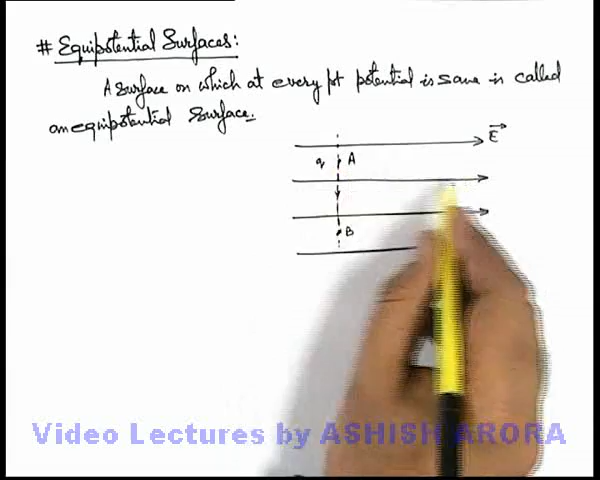 # Equipotential Surfaces:
A surface on which at every pt potential is same is called
an equipotential surface.
E
q A
B
Video Lectures by ASHISH ARORA